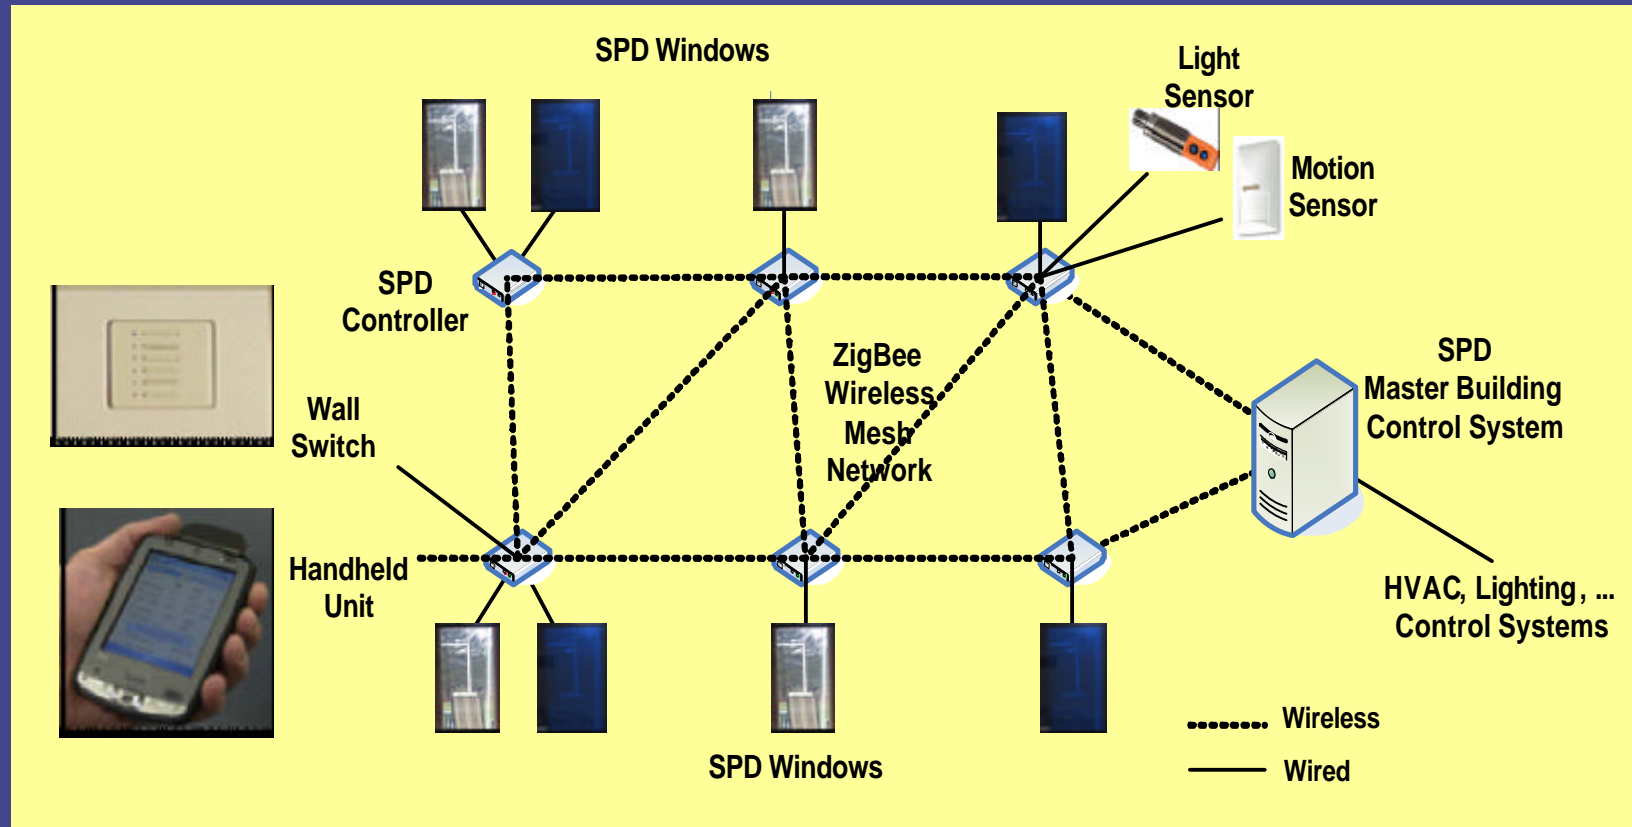 SPD Windows
Light
Sensor
Motion
Sensor
SPD
Controller
ZigBee
Wireless
Mesh
Network
SPD
Master Building
Control System
Wall
Switch
Handheld
Unit
HVAC, Lighting, ...
Control Systems
Wireless
SPD Windows
Wired